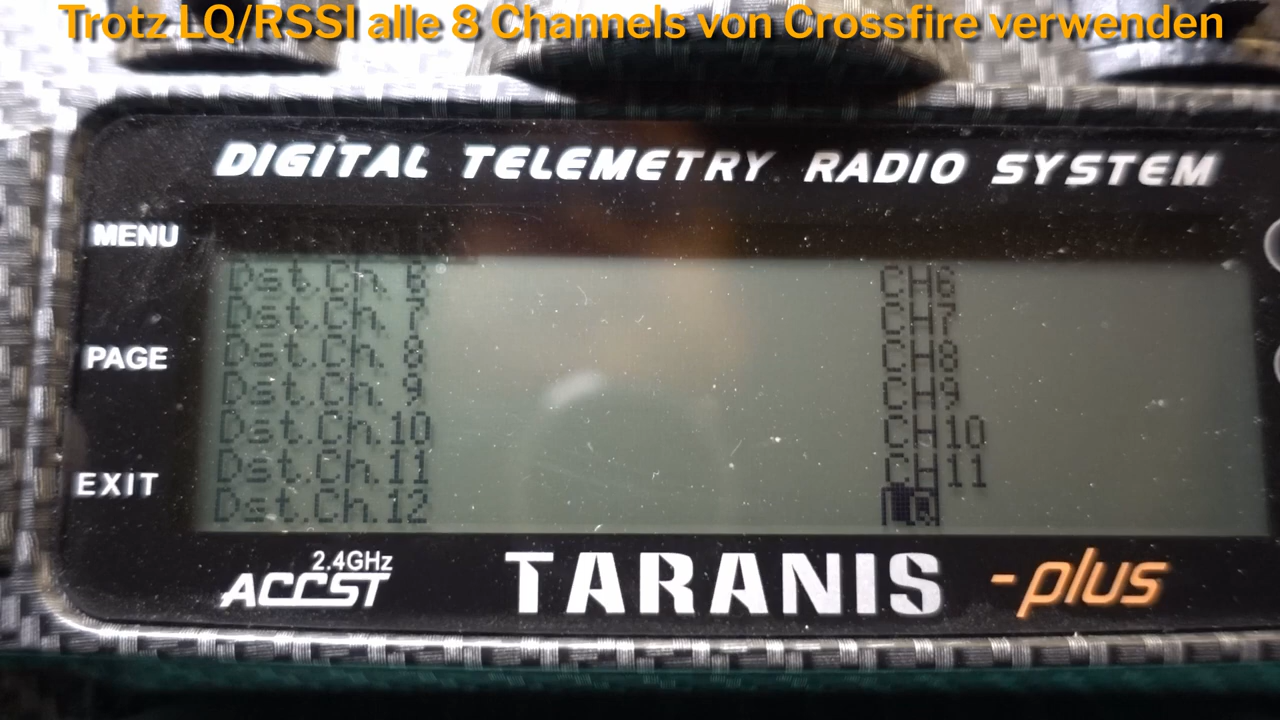 Trotz LQ/RSSI alle 8 Channels von Crossfire verwenden
DIGITAL TELEMETRY RADIO SYSTEM
MENU
Dst.Ch. 6 CH6
Dst.Ch. 7 CH7
PAGE
Dst.Ch. 8 CH8
Dst.Ch. 9 CH9
Dst.Ch.10 CH10
EXIT
Dst.Ch.11 CH11
Dst.Ch.12 LQ
2.4GHz
ACCST
TARANIS -plus